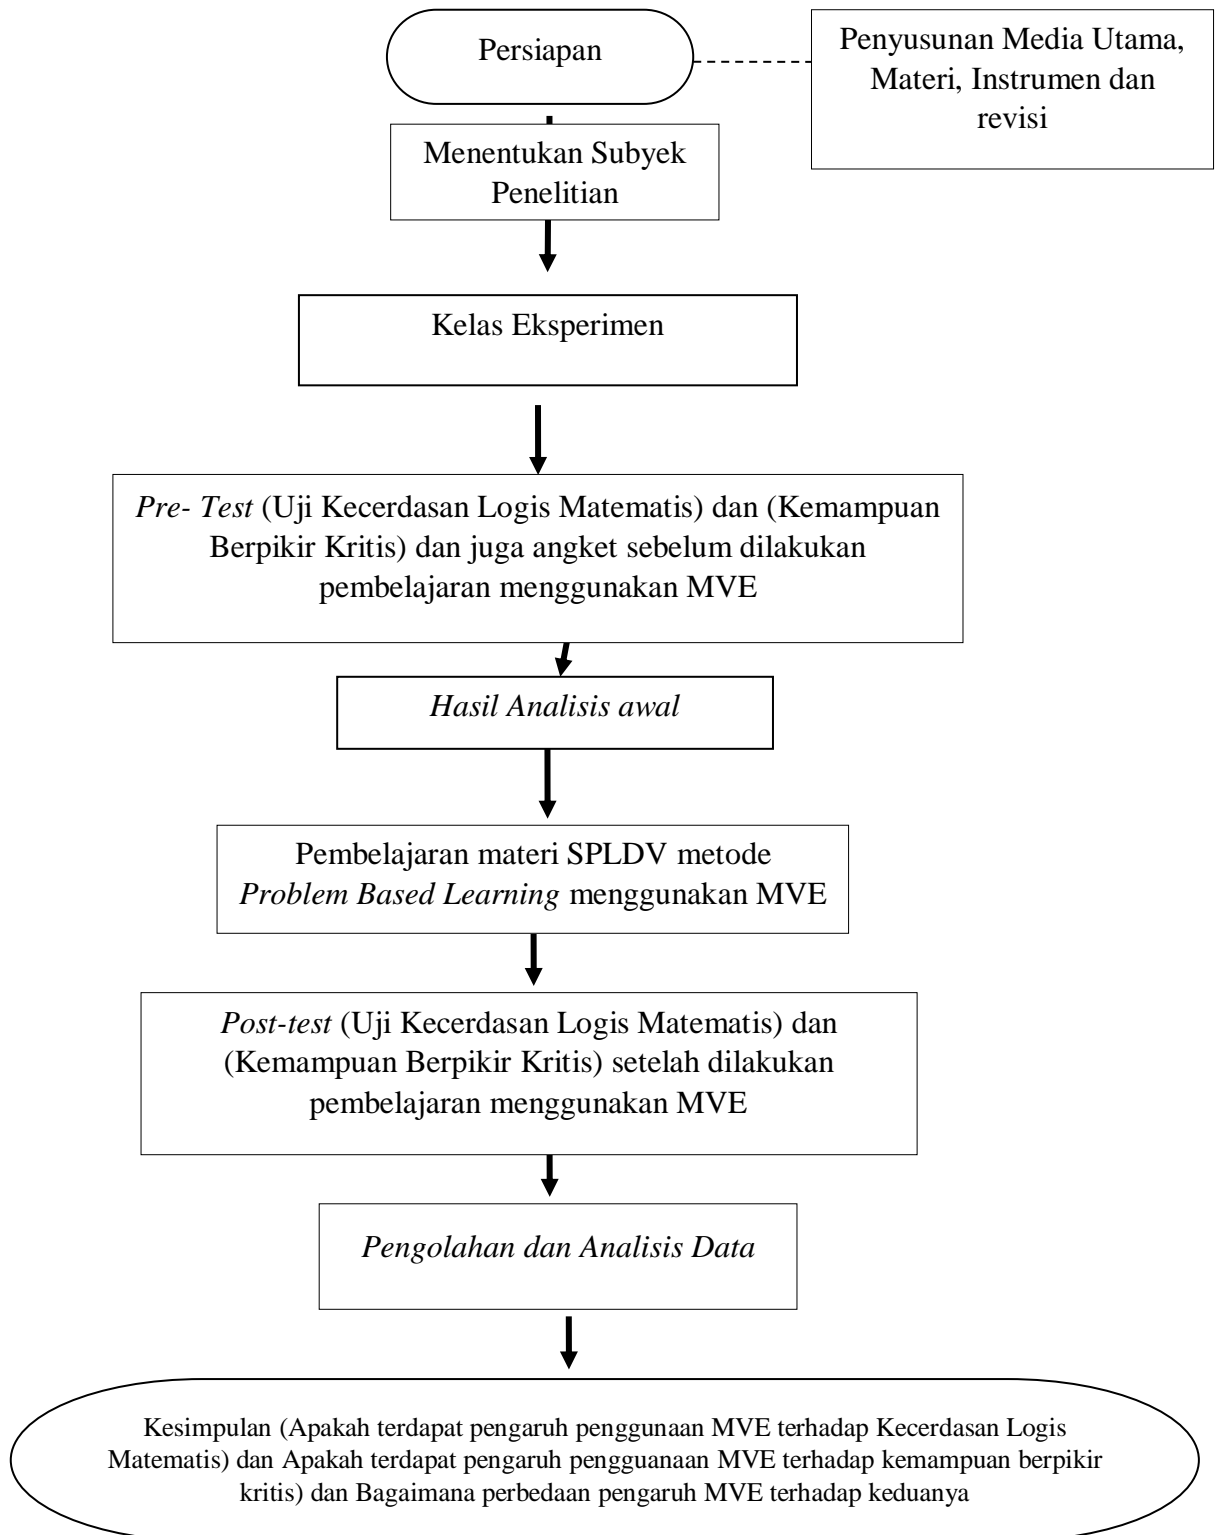 Persiapan
Penyusunan Media Utama,
Materi, Instrumen dan
revisi
Menentukan Subyek
Penelitian
Kelas Eksperimen
Pre- Test (Uji Kecerdasan Logis Matematis) dan (Kemampuan
Berpikir Kritis) dan juga angket sebelum dilakukan
pembelajaran menggunakan MVE
Hasil Analisis awal
Pembelajaran materi SPLDV metode
Problem Based Learning menggunakan MVE
Post-test (Uji Kecerdasan Logis Matematis) dan
(Kemampuan Berpikir Kritis) setelah dilakukan
pembelajaran menggunakan MVE
Pengolahan dan Analisis Data
Kesimpulan (Apakah terdapat pengaruh penggunaan MVE terhadap Kecerdasan Logis
Matematis) dan Apakah terdapat pengaruh pengguanaan MVE terhadap kemampuan berpikir
kritis) dan Bagaimana perbedaan pengaruh MVE terhadap keduanya